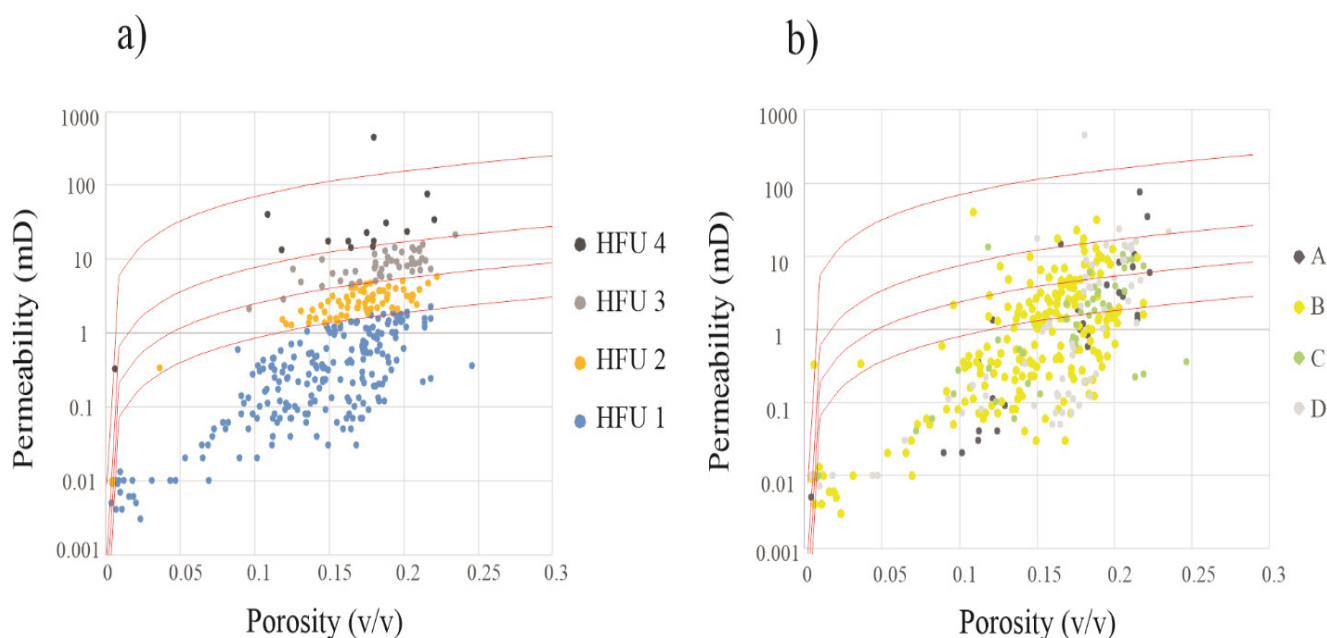 a)
1000
100
10
1
0.1
0.01
0.001
Permeability (mD)
0
0.05
0.1
0.15
0.2
0.25
0.3
Porosity (v/v)
HFU 4
HFU 3
HFU 2
HFU 1
b)
1000
100
10
1
0.1
0.01
0.001
Permeability (mD)
0
0.05
0.1
0.15
0.2
0.25
0.3
Porosity (v/v)
A
B
C
D